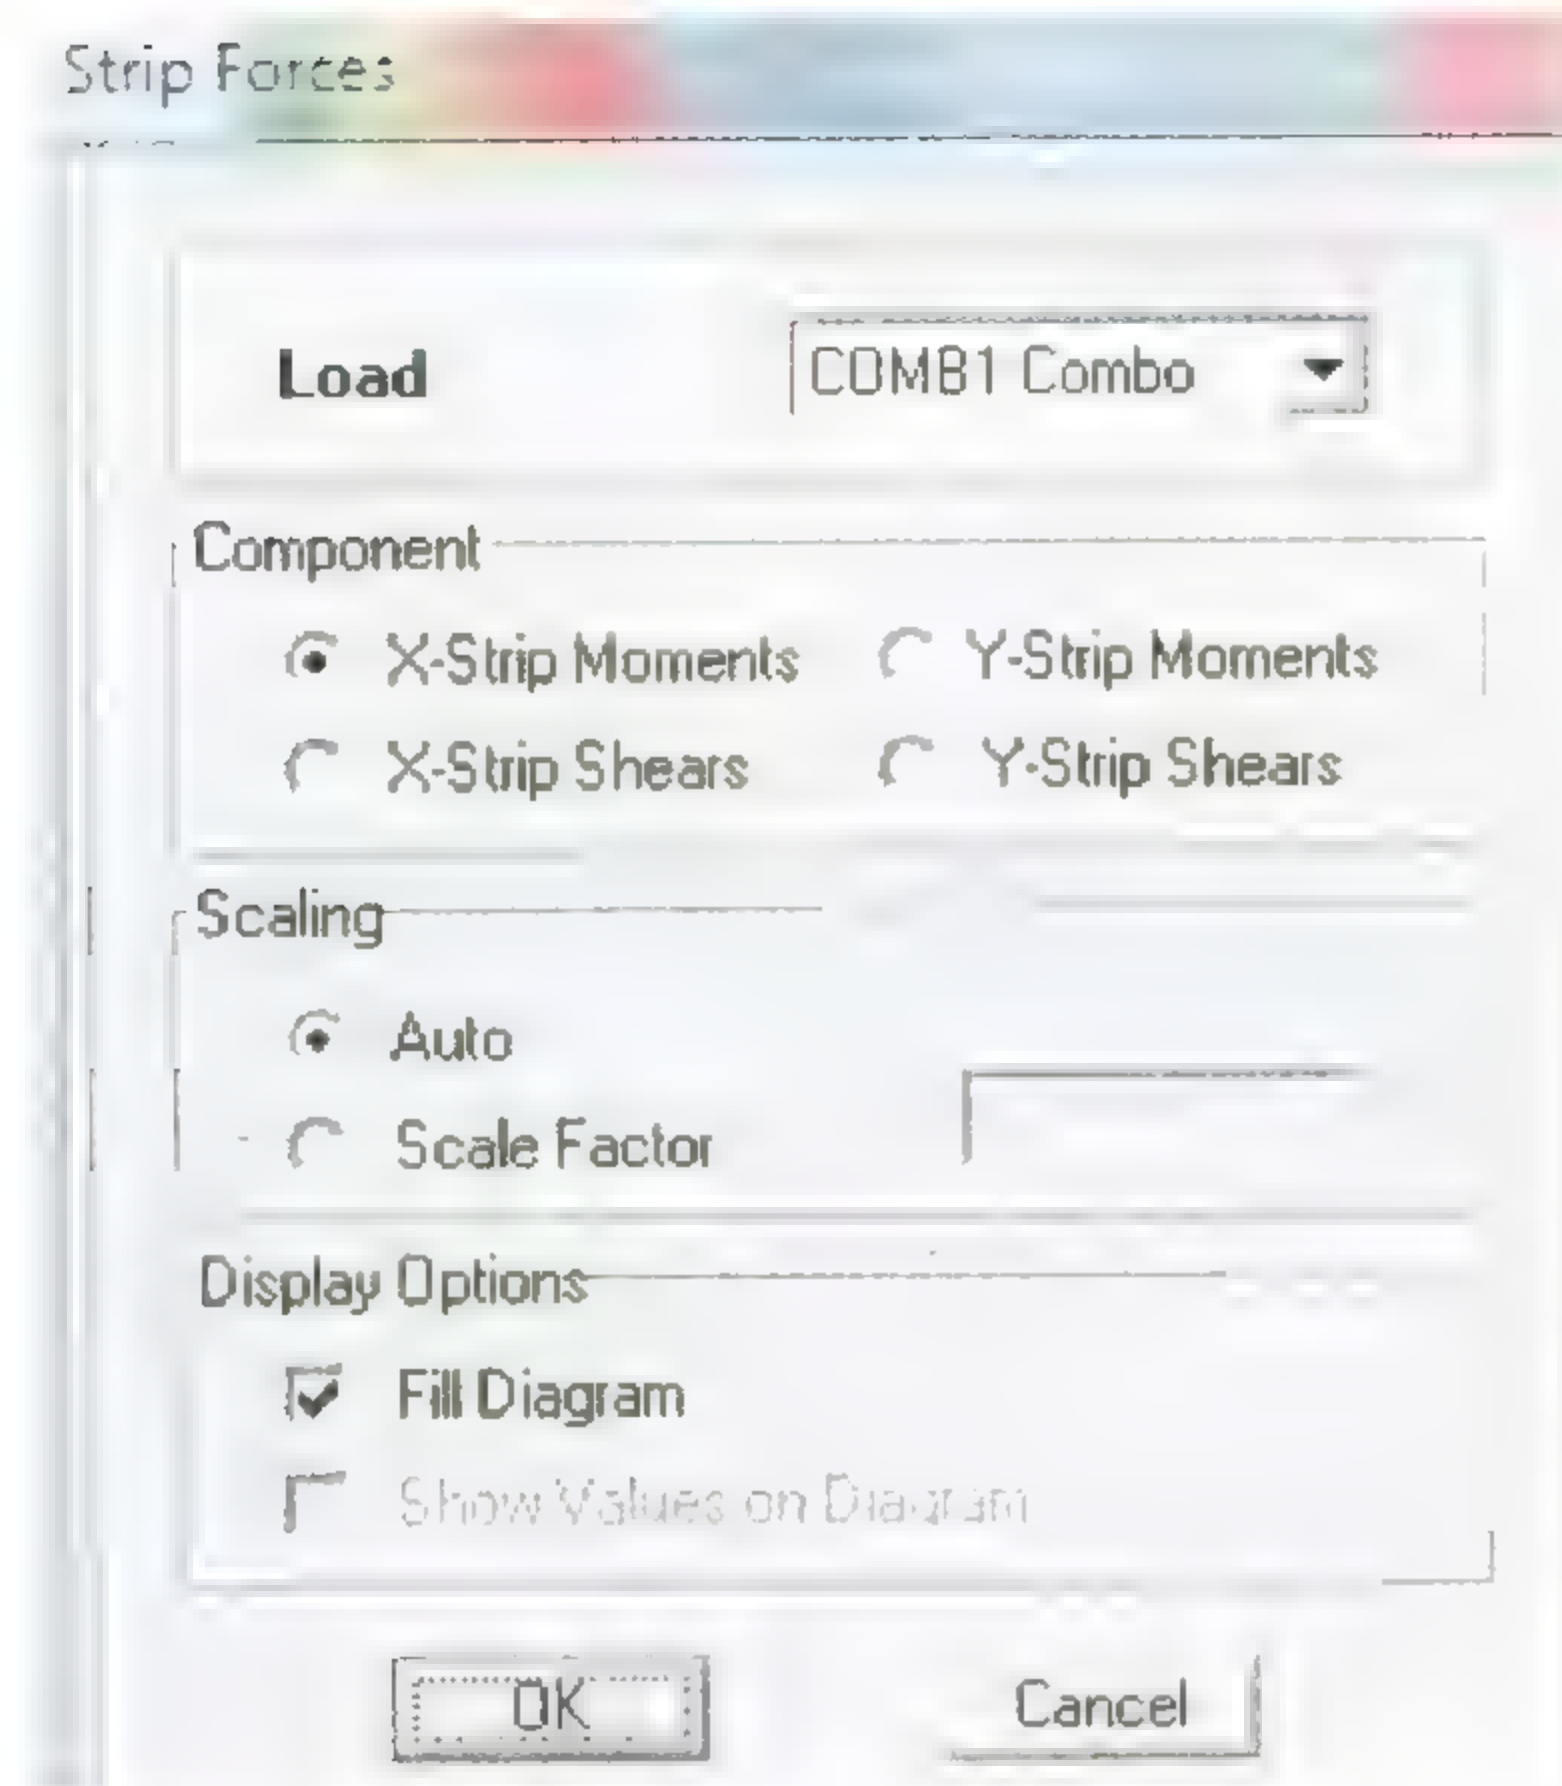 Strip Forces
Load COMB1 Combo
Component
X-Strip Moments Y-Strip Moments
X-Strip Shears Y-Strip Shears
Scaling
Auto
Scale Factor
Display Options
Fill Diagram
Show Values on Diagram
OK Cancel